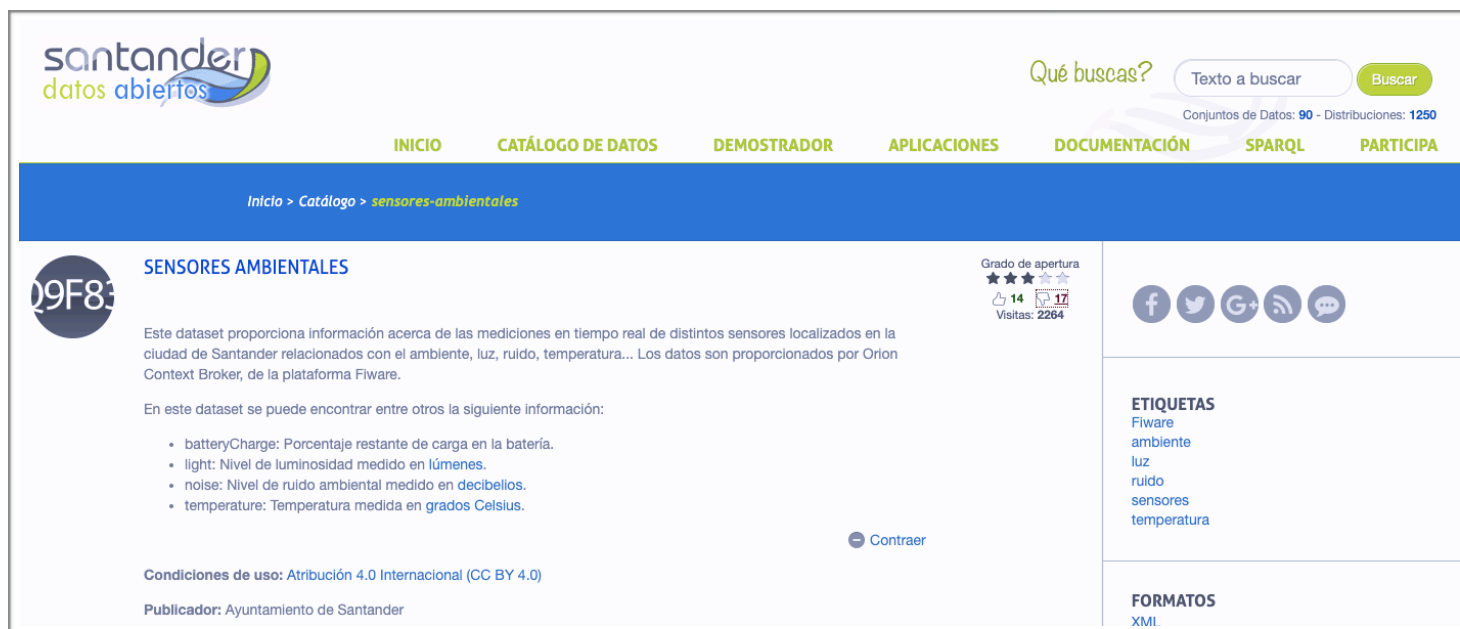 santander
datos abiertos
Qué buscas?
Texto a buscar
Buscar
Conjuntos de Datos: 90 - Distribuciones: 1250
INICIO CATÁLOGO DE DATOS DEMOSTRADOR APLICACIONES DOCUMENTACIÓN SPARQL PARTICIPA
Inicio > Catálogo > sensores-ambientales
Q9F83
SENSORES AMBIENTALES
Grado de apertura
14 17
Visitas: 2264
Este dataset proporciona información acerca de las mediciones en tiempo real de distintos sensores localizados en la
ciudad de Santander relacionados con el ambiente, luz, ruido, temperatura... Los datos son proporcionados por Orion
Context Broker, de la plataforma Fiware.
En este dataset se puede encontrar entre otros la siguiente información:
• batteryCharge: Porcentaje restante de carga en la batería.
• light: Nivel de luminosidad medido en lúmenes.
• noise: Nivel de ruido ambiental medido en decibelios.
• temperature: Temperatura medida en grados Celsius.
Contraer
Condiciones de uso: Atribución 4.0 Internacional (CC BY 4.0)
Publicador: Ayuntamiento de Santander
f G+
ETIQUETAS
Fiware
ambiente
luz
ruido
sensores
temperatura
FORMATOS
XML